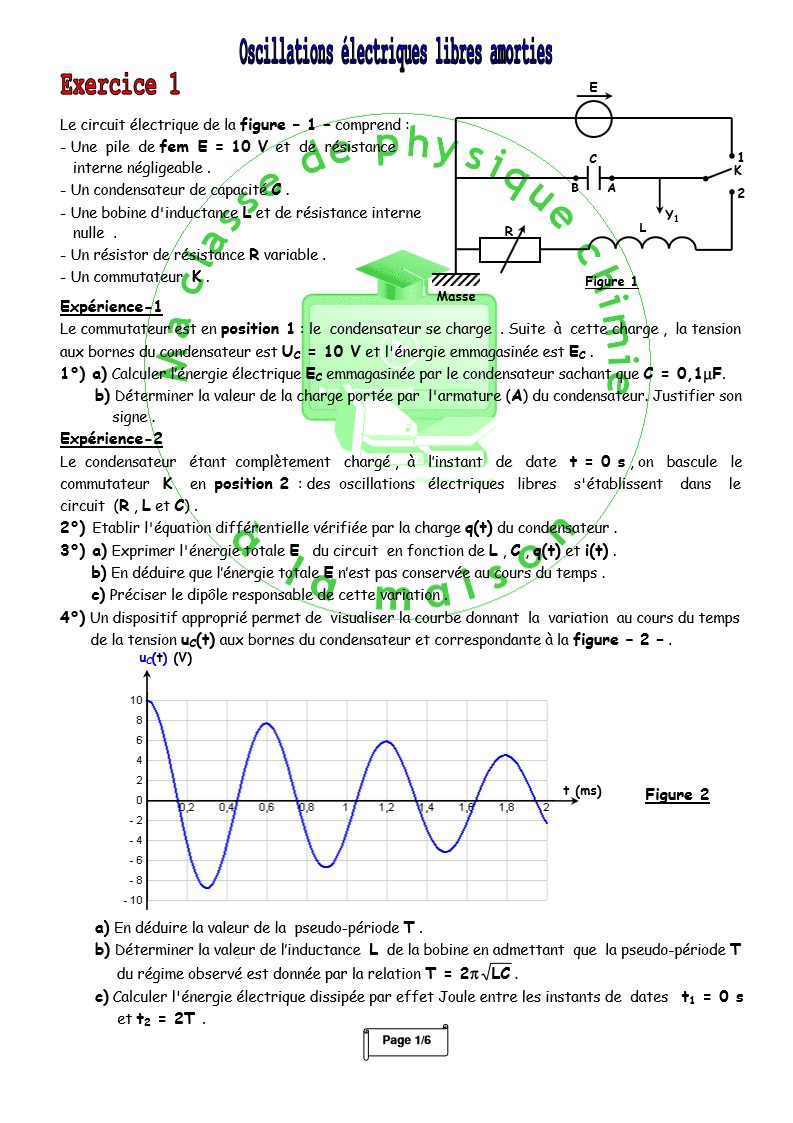 Oscillations électriques libres amorties
Exercice 1
Le circuit électrique de la figure – 1 – comprend :
- Une pile de fem E = 10 V et de résistance
interne négligeable .
- Un condensateur de capacité C .
- Une bobine d'inductance L et de résistance interne
nulle .
- Un résistor de résistance R variable .
- Un commutateur K .
E
C
B
A
1
K
2
Y1
R
L
Masse
Figure 1
Expérience-1
Le commutateur est en position 1 : le condensateur se charge . Suite à cette charge , la tension
aux bornes du condensateur est UC = 10 V et l'énergie emmagasinée est EC .
1°) a) Calculer l’énergie électrique EC emmagasinée par le condensateur sachant que C = 0,1µF.
b) Déterminer la valeur de la charge portée par l'armature (A) du condensateur. Justifier son
signe .
Expérience-2
Le condensateur étant complètement chargé , à l’instant de date t = 0 s , on bascule le
commutateur K en position 2 : des oscillations électriques libres s'établissent dans le
circuit (R , L et C) .
2°) Etablir l'équation différentielle vérifiée par la charge q(t) du condensateur .
3°) a) Exprimer l'énergie totale E du circuit en fonction de L , C , q(t) et i(t) .
b) En déduire que l’énergie totale E n’est pas conservée au cours du temps .
c) Préciser le dipôle responsable de cette variation .
4°) Un dispositif approprié permet de visualiser la courbe donnant la variation au cours du temps
de la tension uC(t) aux bornes du condensateur et correspondante à la figure – 2 – .
uC(t) (V)
10
8
6
4
2
0
- 2
- 4
- 6
- 8
- 10
0,2 0,4 0,6 0,8 1 1,2 1,4 1,6 1,8 2
t (ms)
Figure 2
a) En déduire la valeur de la pseudo-période T .
b) Déterminer la valeur de l’inductance L de la bobine en admettant que la pseudo-période T
du régime observé est donnée par la relation T = 2π√LC .
c) Calculer l'énergie électrique dissipée par effet Joule entre les instants de dates t1 = 0 s
et t2 = 2T .
Page 1/6
Ma classe de physique chimie
à la maison